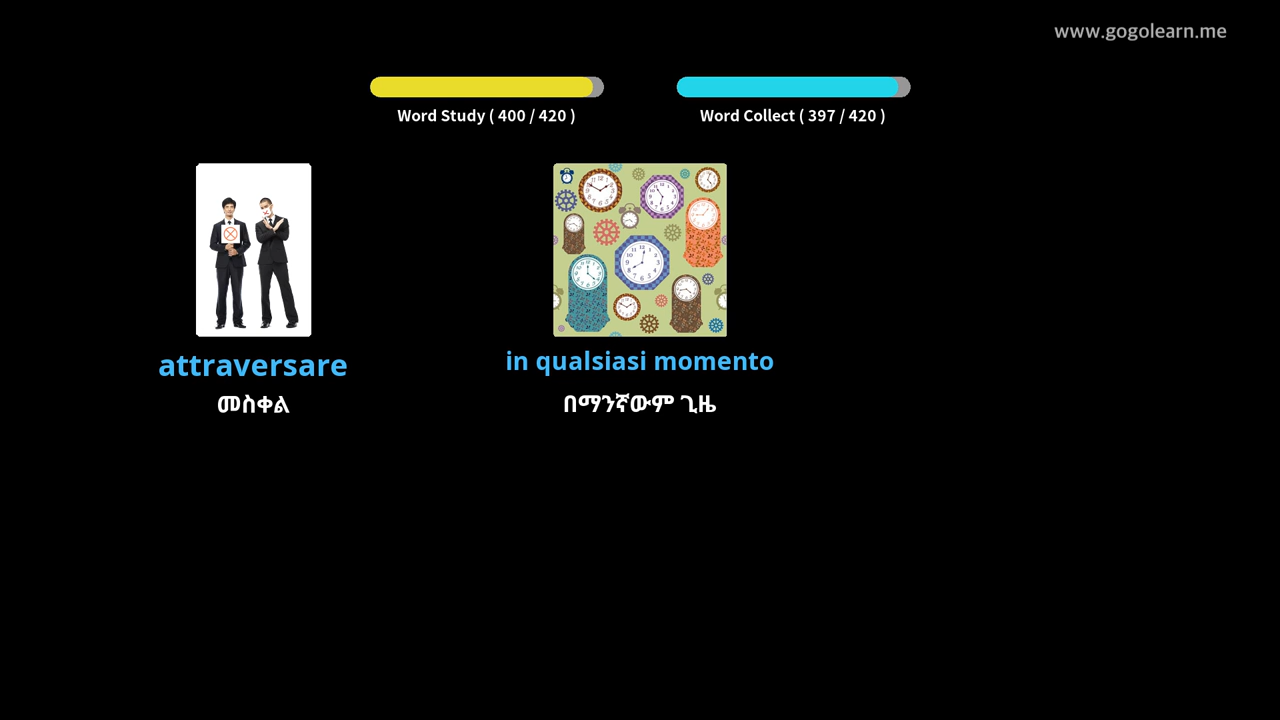 www.gogolearn.me
Word Study ( 400 / 420 )
Word Collect ( 397 / 420 )
attraversare
መስቀል
in qualsiasi momento
በማንኛውም ጊዜ